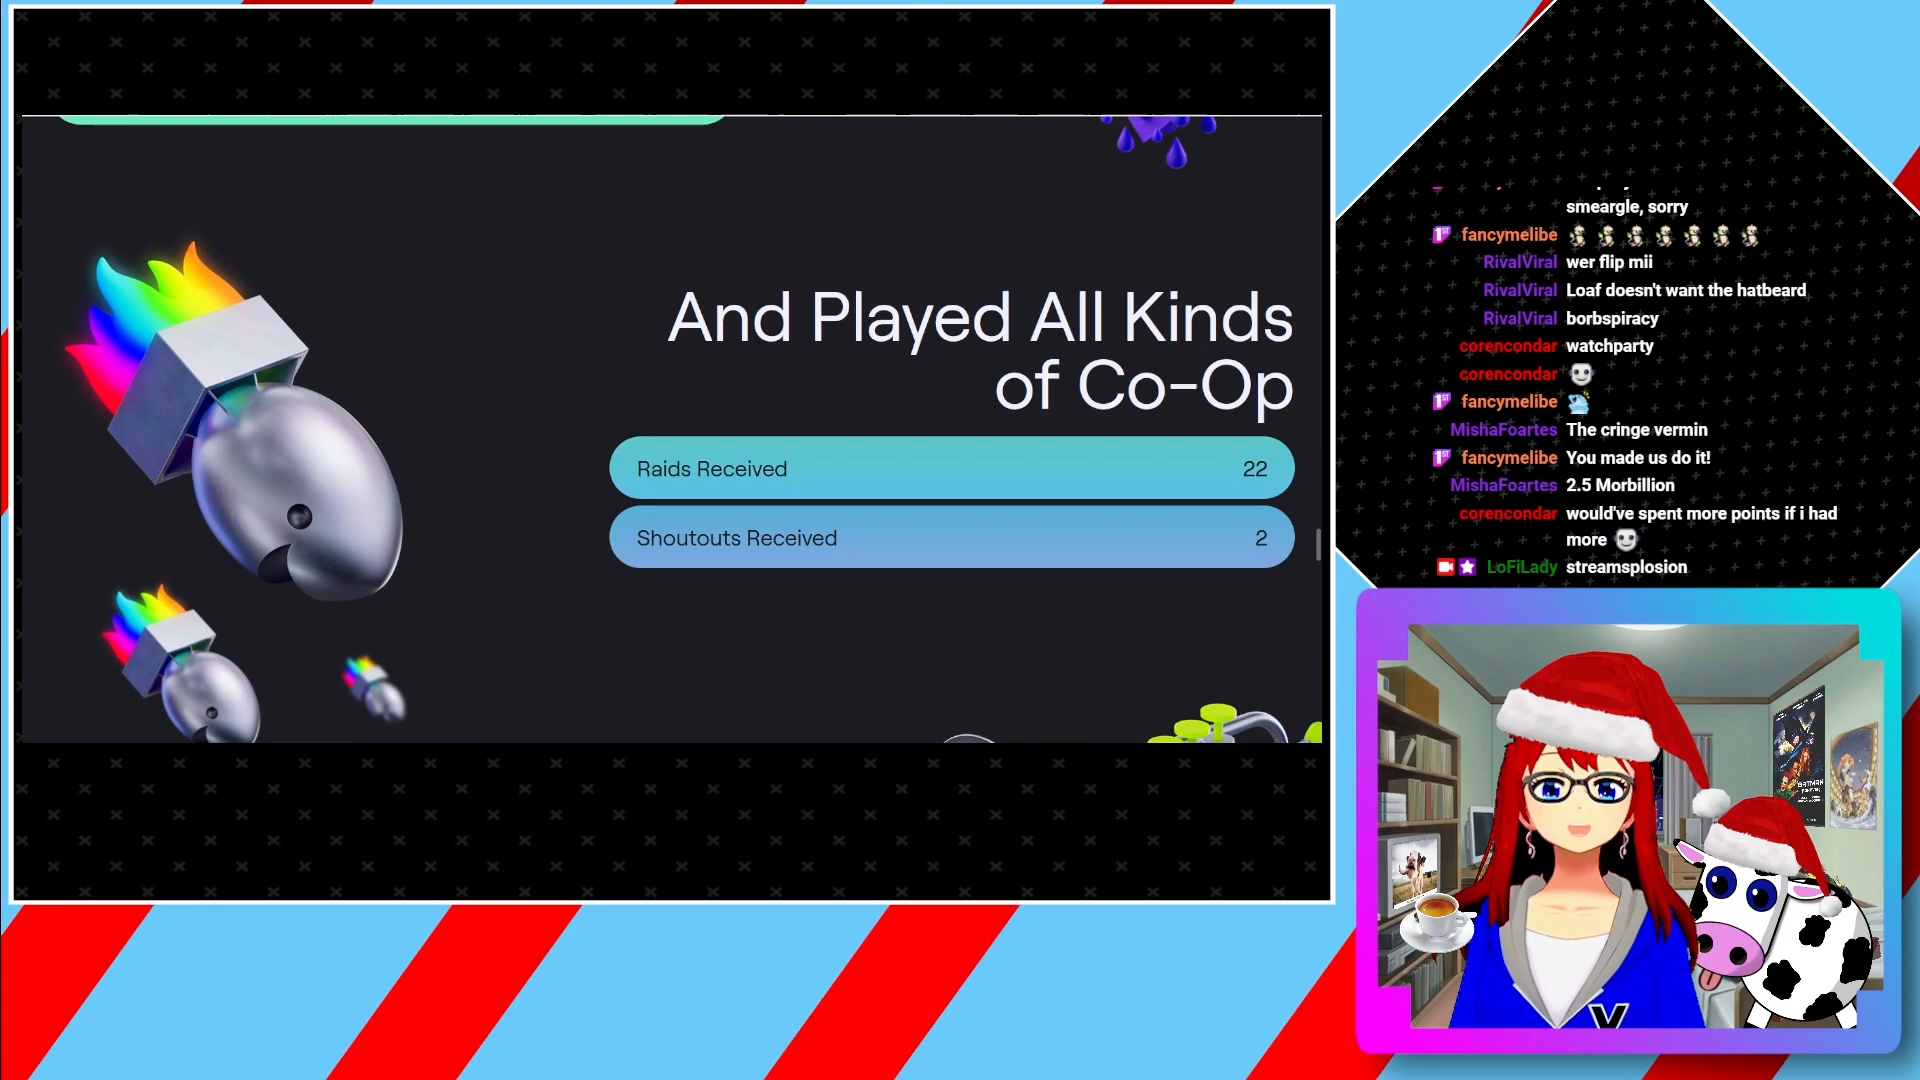 And Played All Kinds
of Co-Op
Raids Received 22
Shoutouts Received 2
smeargle, sorry
fancymelibe
RivalViral wer flip mii
RivalViral Loaf doesn't want the hatbeard
RivalViral borbspiracy
corencondar watchparty
corencondar
fancymelibe
MishaFoartes The cringe vermin
fancymelibe You made us do it!
MishaFoartes 2.5 Morbillion
corencondar would've spent more points if i had
more
LoFiLady streamsplosion
BATMAN
V